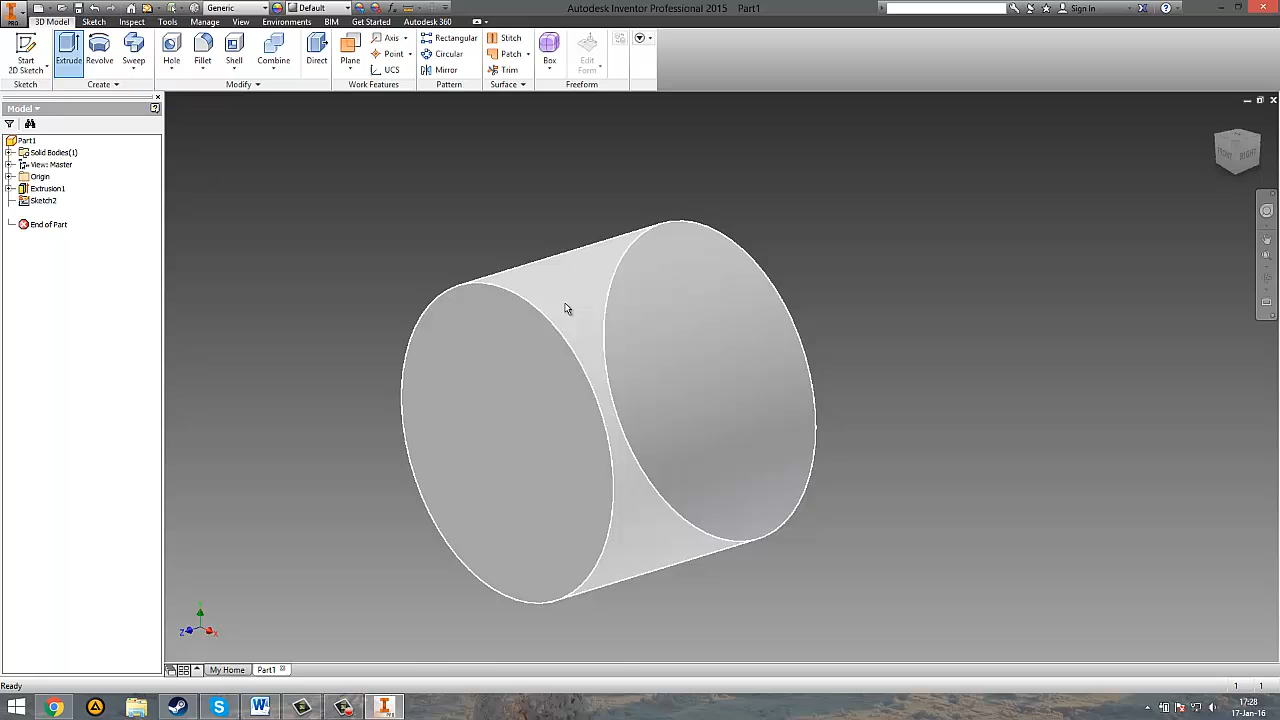 Generic
Default
Autodesk Inventor Professional 2015 Part1
Sign In
PRO
3D Model
Sketch
Inspect
Tools
Manage
View
Environments
BIM
Get Started
Autodesk 360
Start
2D Sketch
Extrude
Revolve
Sweep
Hole
Fillet
Shell
Combine
Direct
Plane
Axis
Point
UCS
Rectangular
Circular
Mirror
Stitch
Patch
Trim
Box
Edit
Form
Sketch
Create
Modify
Work Features
Pattern
Surface
Freeform
Model
Part1
Solid Bodies(1)
View: Master
Origin
Extrusion1
Sketch2
End of Part
FRONT
RIGHT
Z
X
My Home
Part1
Ready
1 1
17:28
17-Jan-16